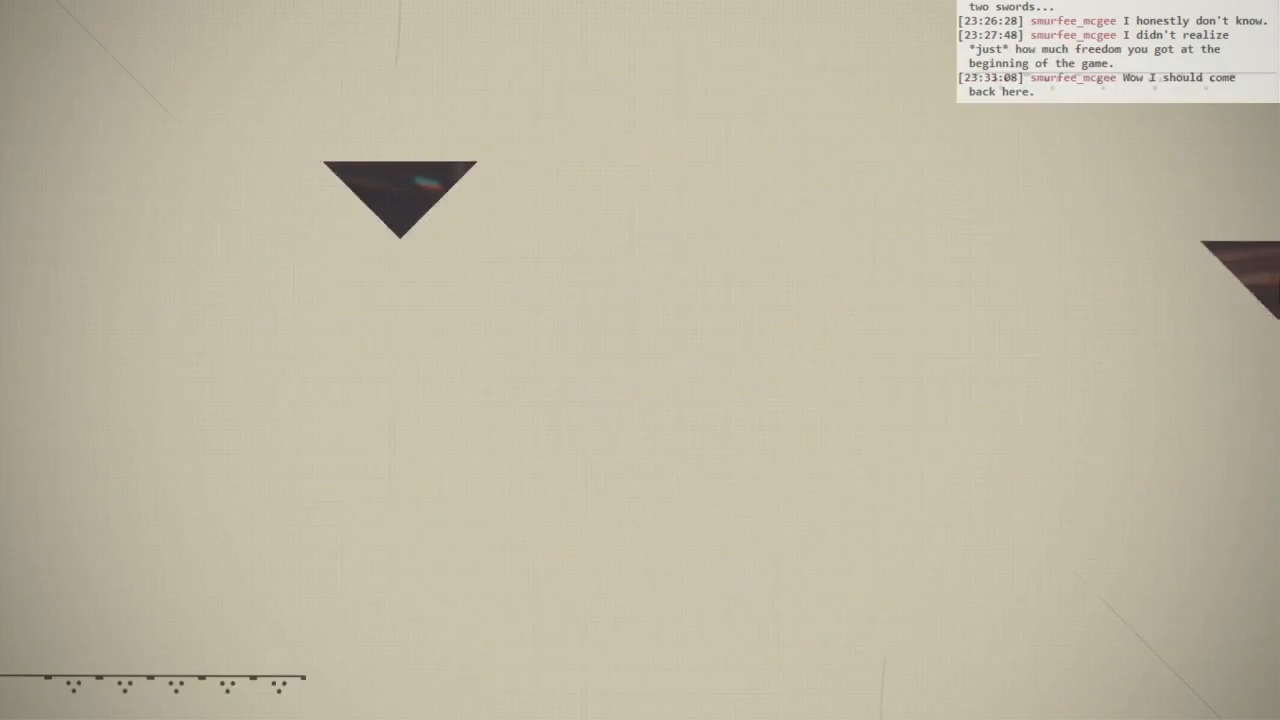 two swords...
[23:26:28] smurfee_mcgee I honestly don't know.
[23:27:48] smurfee_mcgee I didn't realize
*just* how much freedom you got at the
beginning of the game.
[23:33:08] smurfee_mcgee Wow I should come
back here.